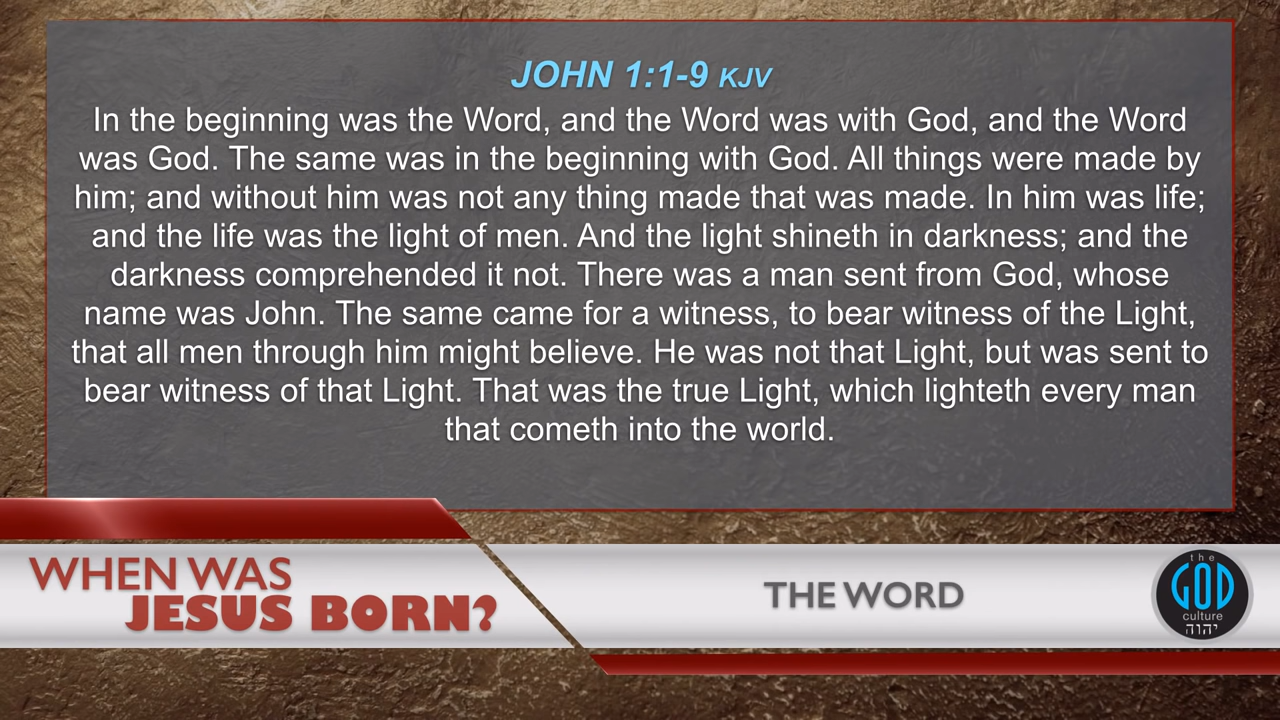 JOHN 1:1-9 KJV
In the beginning was the Word, and the Word was with God, and the Word
was God. The same was in the beginning with God. All things were made by
him; and without him was not any thing made that was made. In him was life;
and the life was the light of men. And the light shineth in darkness; and the
darkness comprehended it not. There was a man sent from God, whose
name was John. The same came for a witness, to bear witness of the Light,
that all men through him might believe. He was not that Light, but was sent to
bear witness of that Light. That was the true Light, which lighteth every man
that cometh into the world.
WHEN WAS
JESUS BORN?
THE WORD
the
GOD
culture
יהוה